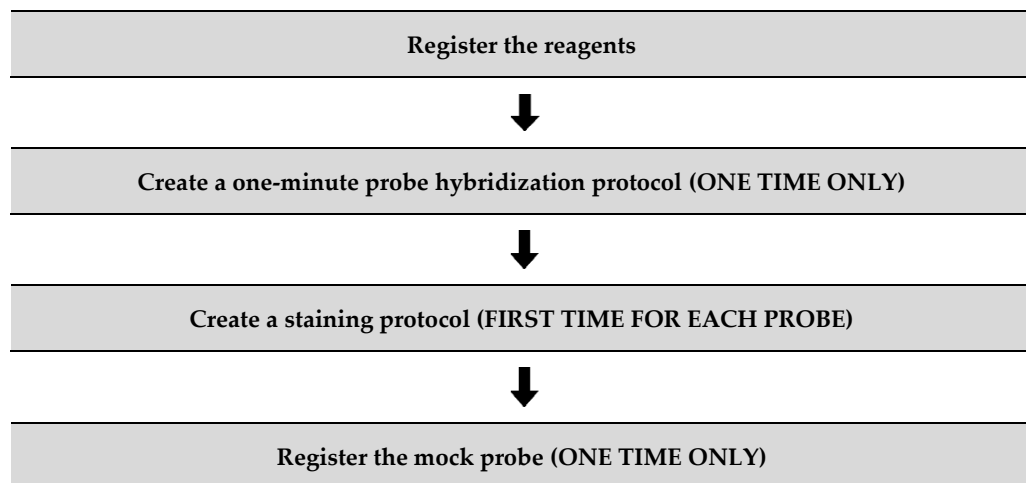 Register the reagents
Create a one-minute probe hybridization protocol (ONE TIME ONLY)
Create a staining protocol (FIRST TIME FOR EACH PROBE)
Register the mock probe (ONE TIME ONLY)